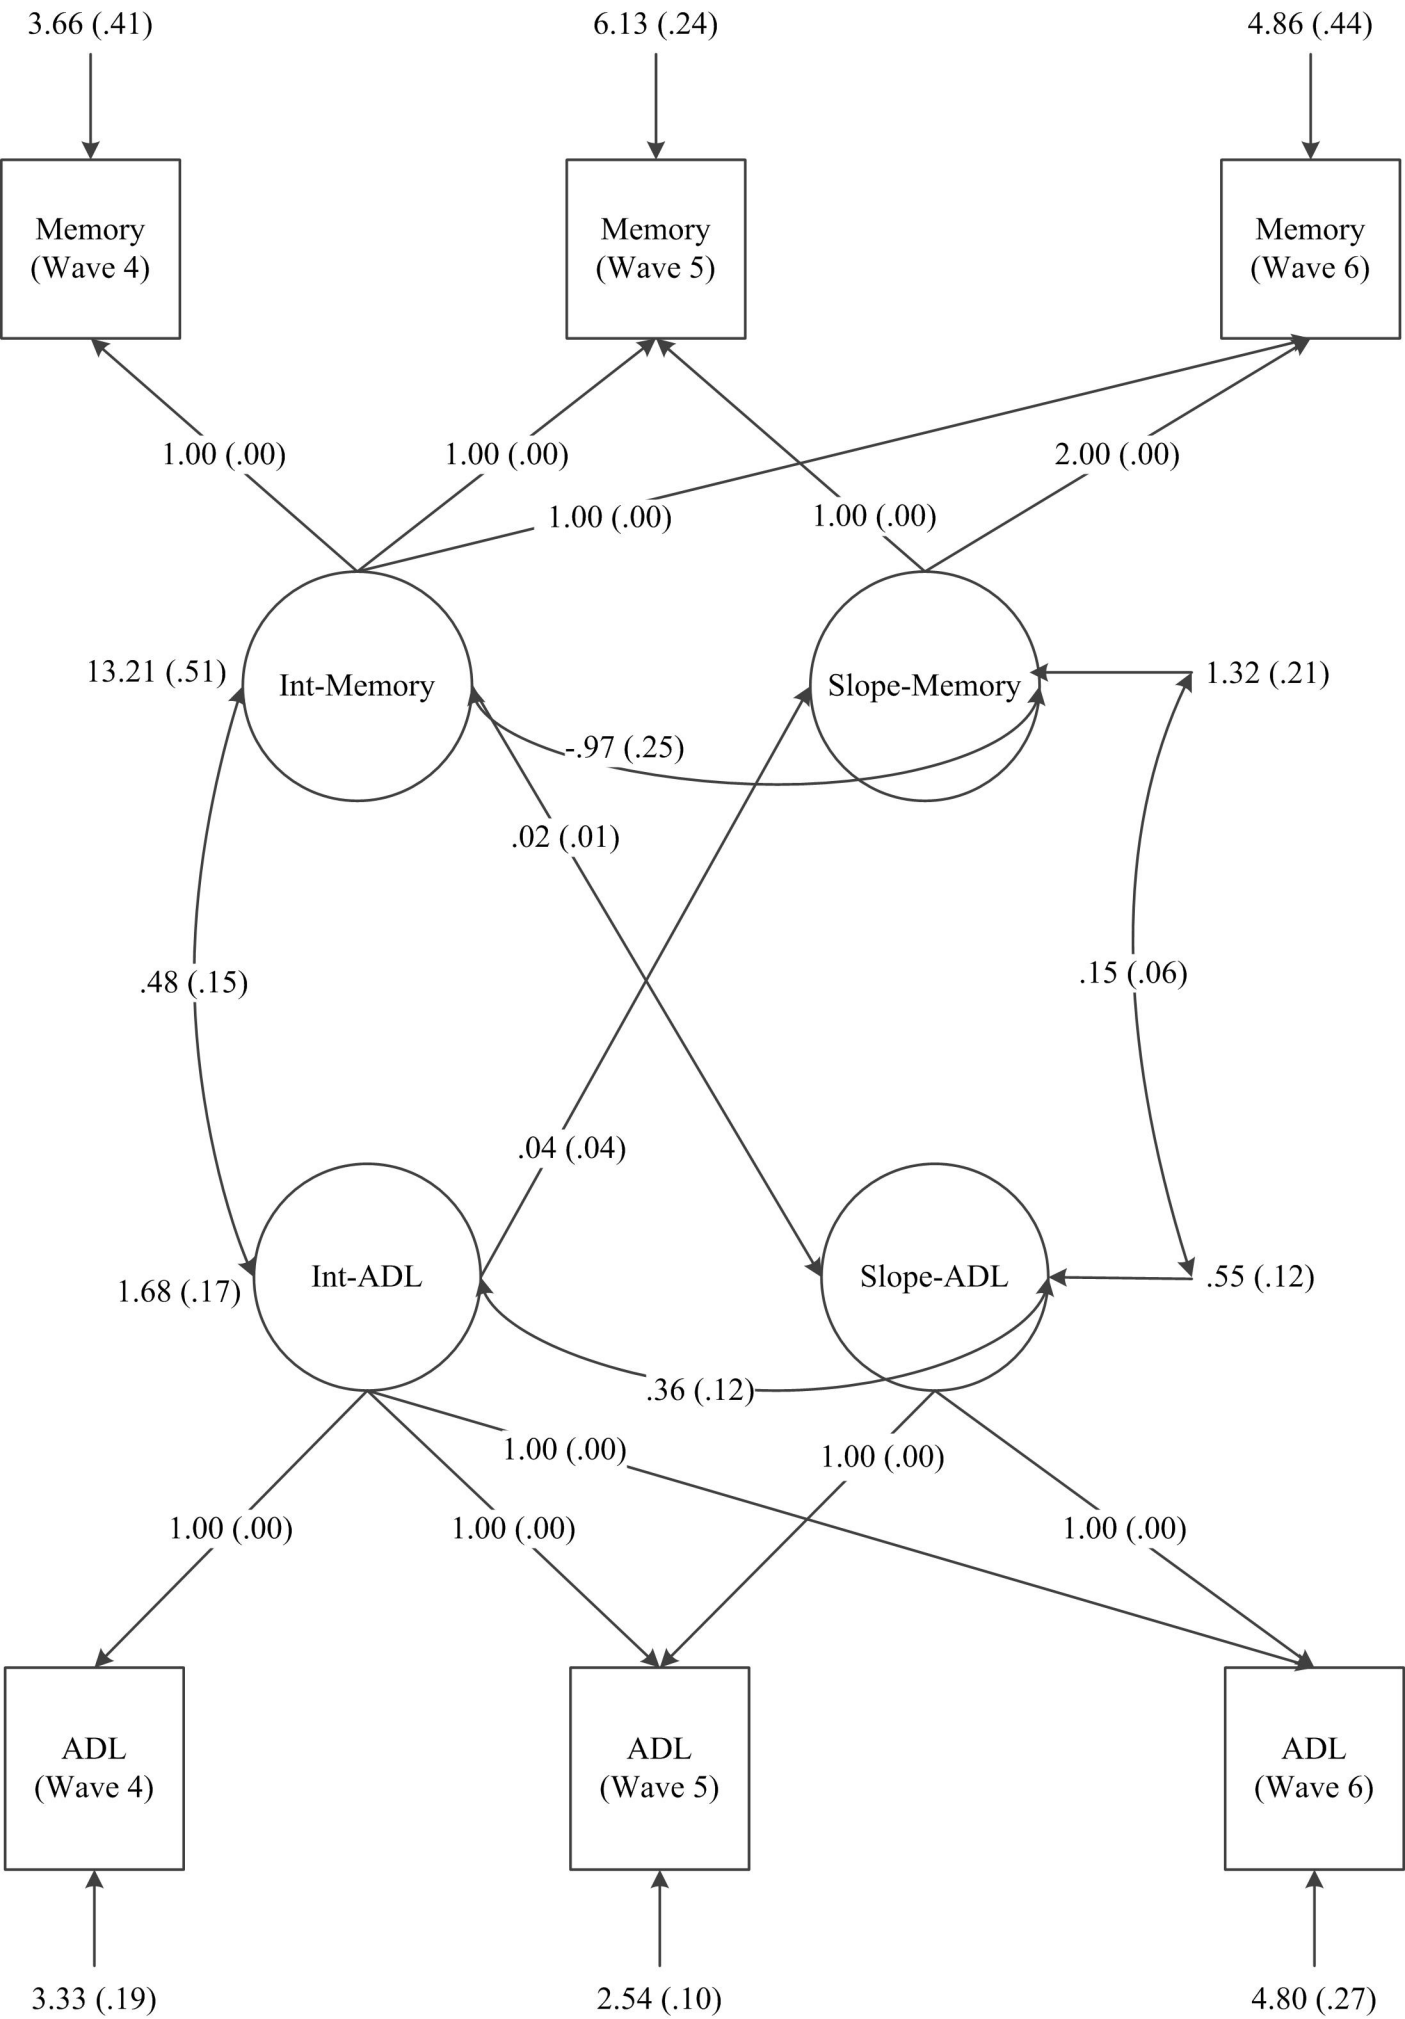 3.66 (.41)
6.13 (.24)
4.86 (.44)
Memory
(Wave 4)
Memory
(Wave 5)
Memory
(Wave 6)
1.00 (.00)
1.00 (.00)
2.00 (.00)
1.00 (.00)
1.00 (.00)
13.21 (.51)
Int-Memory
Slope-Memory
1.32 (.21)
-.97 (.25)
.02 (.01)
.48 (.15)
.15 (.06)
.04 (.04)
1.68 (.17)
Int-ADL
Slope-ADL
.55 (.12)
.36 (.12)
1.00 (.00)
1.00 (.00)
1.00 (.00)
1.00 (.00)
1.00 (.00)
ADL
(Wave 4)
ADL
(Wave 5)
ADL
(Wave 6)
3.33 (.19)
2.54 (.10)
4.80 (.27)